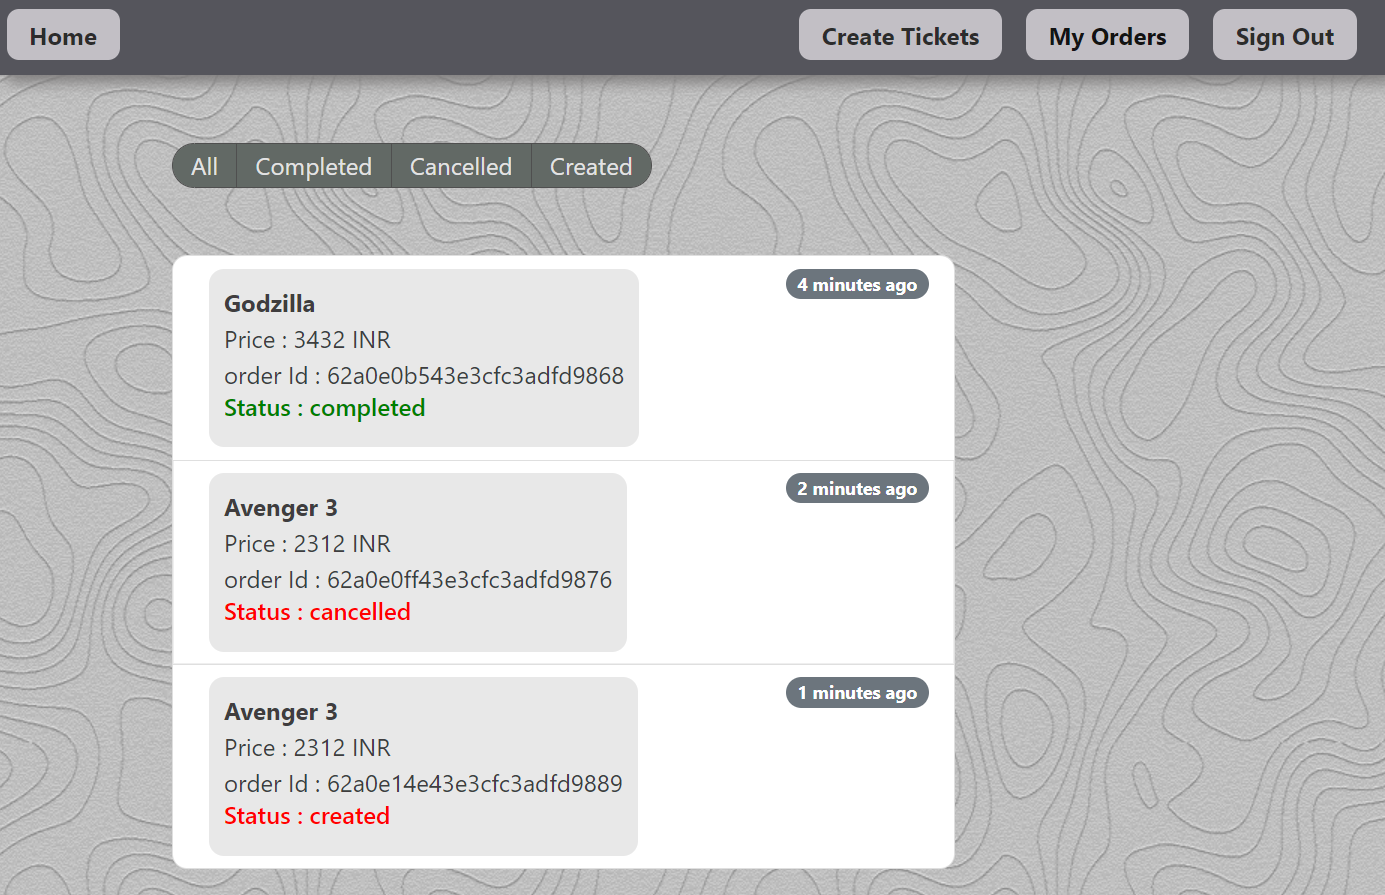 Home Create Tickets My Orders Sign Out
All Completed Cancelled Created
Godzilla 4 minutes ago
Price : 3432 INR
order Id : 62a0e0b543e3cfc3adfd9868
Status : completed
Avenger 3 2 minutes ago
Price : 2312 INR
order Id : 62a0e0ff43e3cfc3adfd9876
Status : cancelled
Avenger 3 1 minutes ago
Price : 2312 INR
order Id : 62a0e14e43e3cfc3adfd9889
Status : created